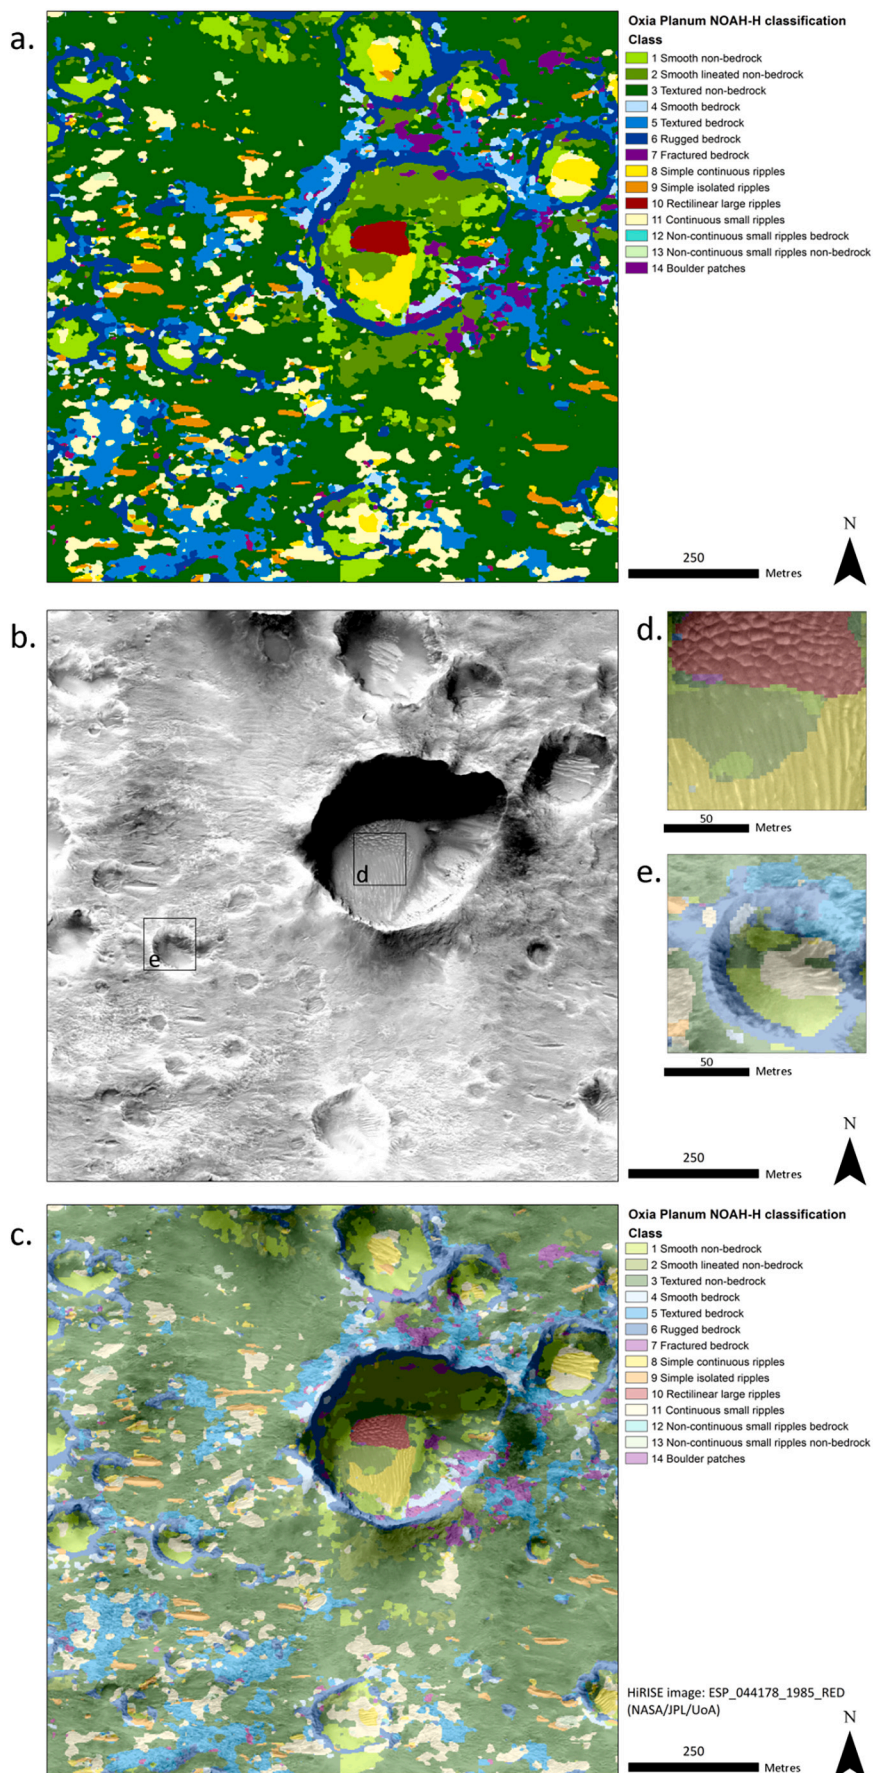 a.
Oxia Planum NOAH-H classification
Class
1 Smooth non-bedrock
2 Smooth lineated non-bedrock
3 Textured non-bedrock
4 Smooth bedrock
5 Textured bedrock
6 Rugged bedrock
7 Fractured bedrock
8 Simple continuous ripples
9 Simple isolated ripples
10 Rectilinear large ripples
11 Continuous small ripples
12 Non-continuous small ripples bedrock
13 Non-continuous small ripples non-bedrock
14 Boulder patches
N
250
Metres
b.
d
e
d.
50
Metres
e.
50
Metres
N
250
Metres
c.
Oxia Planum NOAH-H classification
Class
1 Smooth non-bedrock
2 Smooth lineated non-bedrock
3 Textured non-bedrock
4 Smooth bedrock
5 Textured bedrock
6 Rugged bedrock
7 Fractured bedrock
8 Simple continuous ripples
9 Simple isolated ripples
10 Rectilinear large ripples
11 Continuous small ripples
12 Non-continuous small ripples bedrock
13 Non-continuous small ripples non-bedrock
14 Boulder patches
HiRISE image: ESP_044178_1985_RED
(NASA/JPL/UoA)
N
250
Metres